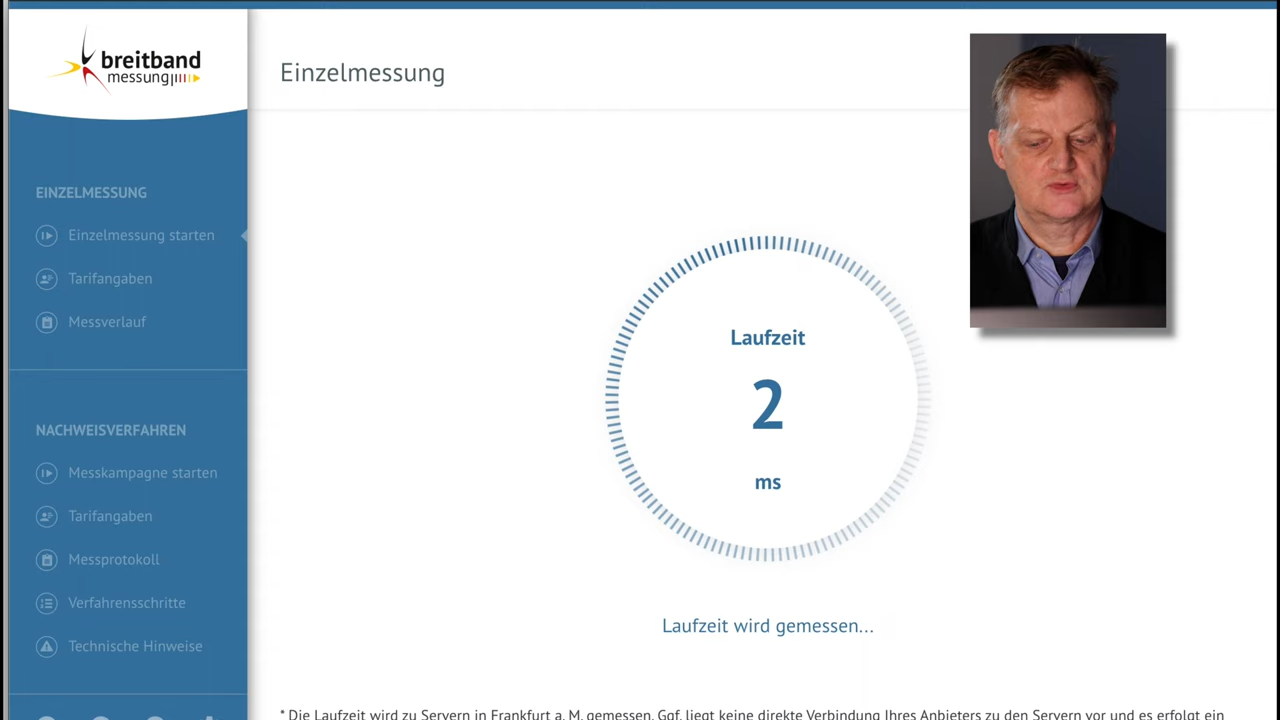 breitband
messung
Einzelmessung
EINZELMESSUNG
Einzelmessung starten
Tarifangaben
Messverlauf
NACHWEISVERFAHREN
Messkampagne starten
Tarifangaben
Messprotokoll
Verfahrensschritte
Technische Hinweise
Laufzeit
2
ms
Laufzeit wird gemessen...
* Die Laufzeit wird zu Servern in Frankfurt a. M. gemessen. Ggf. liegt keine direkte Verbindung Ihres Anbieters zu den Servern vor und es erfolgt ein